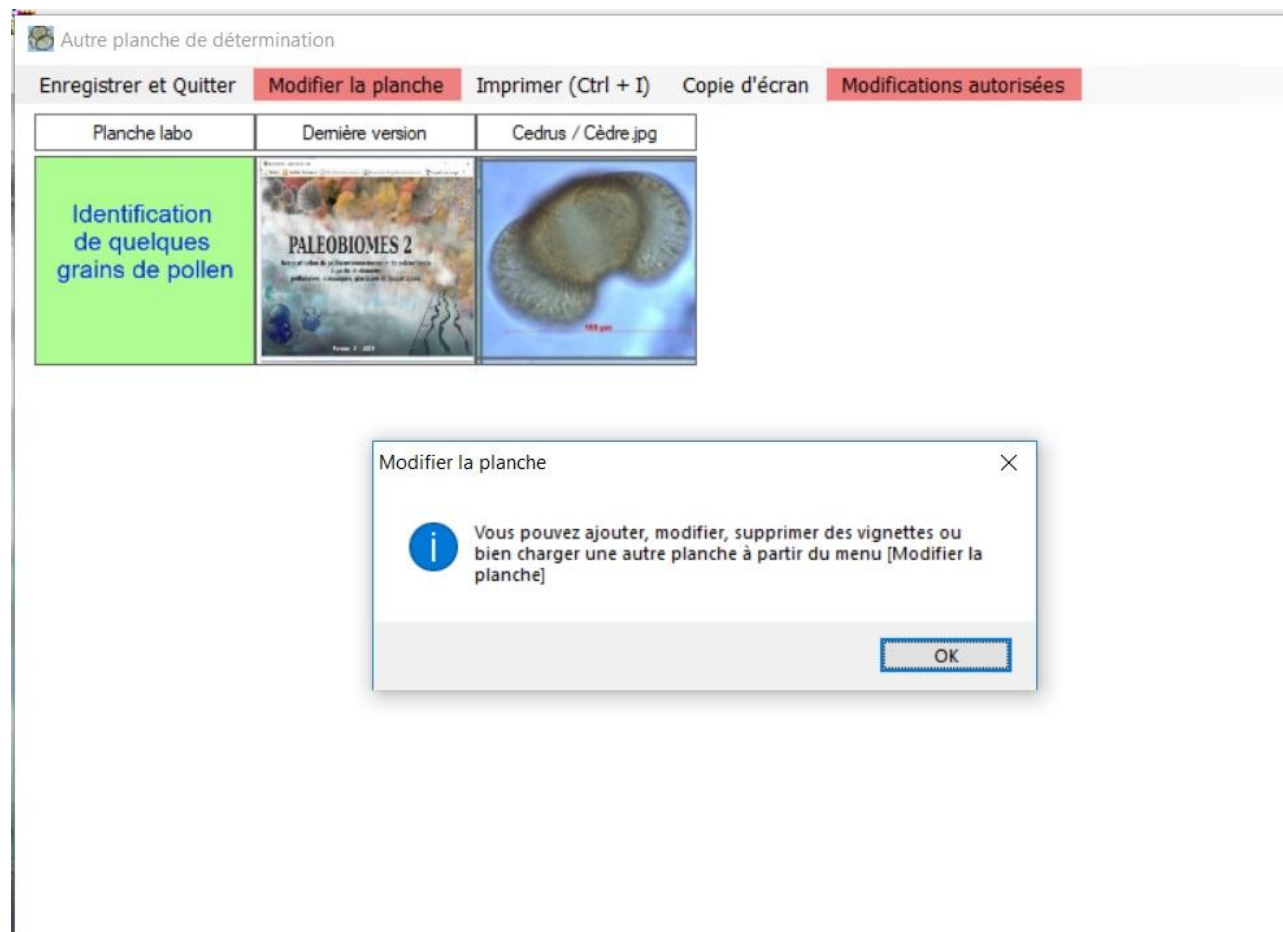 Autre planche de détermination
Enregistrer et Quitter Modifier la planche Imprimer (Ctrl + I) Copie d'écran Modifications autorisées
Planche labo Dernière version Cedrus / Cèdre.jpg
Identification
de quelques
grains de pollen
PALEOBIOMES 2
Modifier la planche
Vous pouvez ajouter, modifier, supprimer des vignettes ou
bien charger une autre planche à partir du menu [Modifier la
planche]
OK